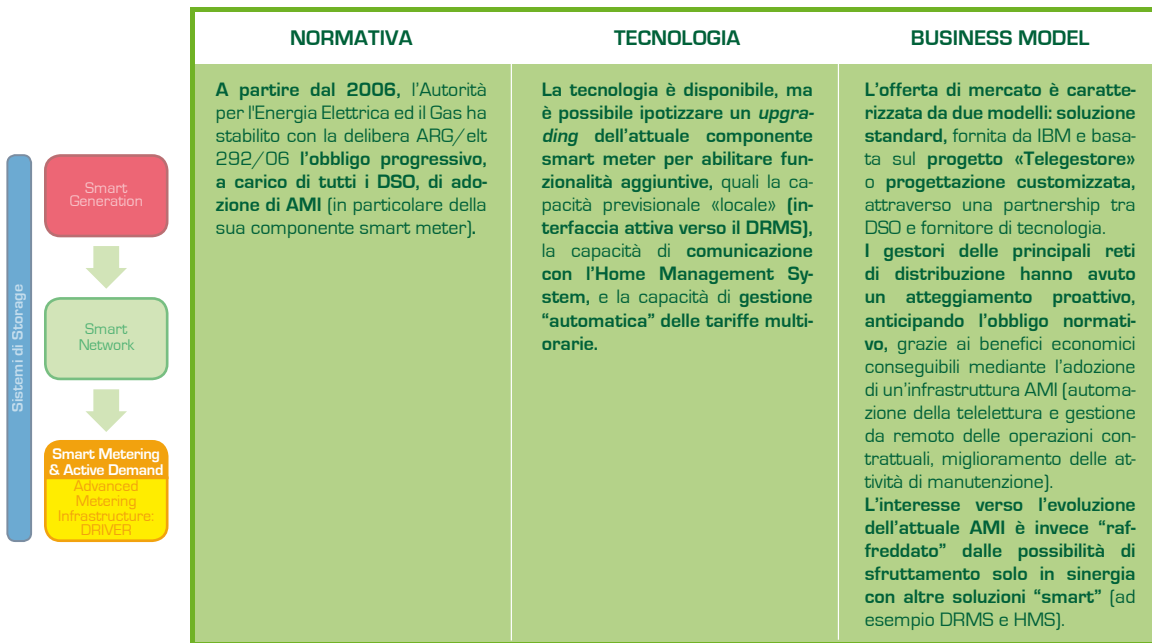 Sistemi di Storage
Smart
Generation
Smart
Network
Smart Metering
& Active Demand
Advanced
Metering
Infrastructure:
DRIVER
NORMATIVA
A partire dal 2006, l'Autorità
per l'Energia Elettrica ed il Gas ha
stabilito con la delibera ARG/elt
292/06 l'obbligo progressivo,
a carico di tutti i DSO, di ado-
zione di AMI (in particolare della
sua componente smart meter).
TECNOLOGIA
La tecnologia è disponibile, ma
è possibile ipotizzare un upgra-
ding dell'attuale componente
smart meter per abilitare fun-
zionalità aggiuntive, quali la ca-
pacità previsionale «locale» (in-
terfaccia attiva verso il DRMS),
la capacità di comunicazione
con l'Home Management Sy-
stem, e la capacità di gestione
"automatica" delle tariffe multi-
orarie.
BUSINESS MODEL
L'offerta di mercato è caratte-
rizzata da due modelli: soluzione
standard, fornita da IBM e basa-
ta sul progetto «Telegestore»
o progettazione customizzata,
attraverso una partnership tra
DSO e fornitore di tecnologia.
I gestori delle principali reti
di distribuzione hanno avuto
un atteggiamento proattivo,
anticipando l'obbligo normati-
vo, grazie ai benefici economici
conseguibili mediante l'adozione
di un'infrastruttura AMI (automa-
zione della telelettura e gestione
da remoto delle operazioni con-
trattuali, miglioramento delle at-
tività di manutenzione).
L'interesse verso l'evoluzione
dell'attuale AMI è invece "raf-
freddato" dalle possibilità di
sfruttamento solo in sinergia
con altre soluzioni "smart" (ad
esempio DRMS e HMS).